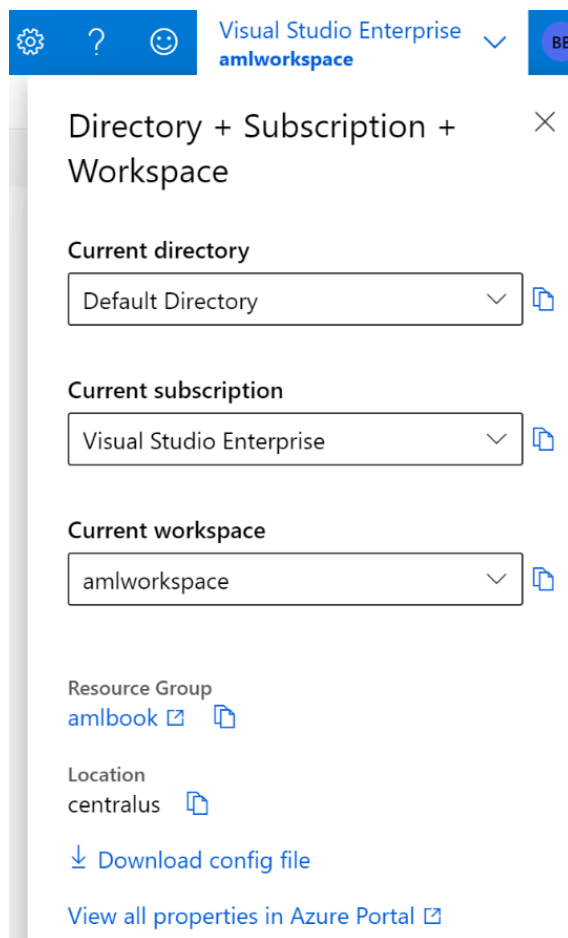 Visual Studio Enterprise
amlworkspace
BE
Directory + Subscription +
Workspace
Current directory
Default Directory
Current subscription
Visual Studio Enterprise
Current workspace
amlworkspace
Resource Group
amlbook
Location
centralus
Download config file
View all properties in Azure Portal